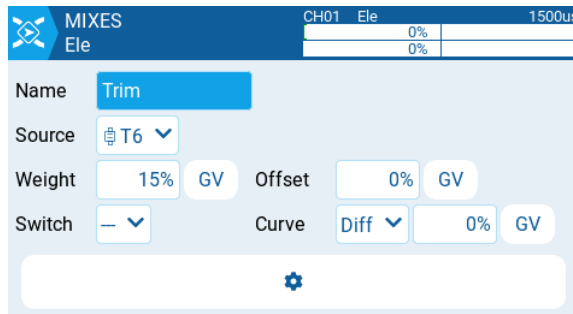 MIXES
Ele
CH01 Ele 1500us
0%
0%
Name Trim
Source T6
Weight 15% GV Offset 0% GV
Switch --- Curve Diff 0% GV